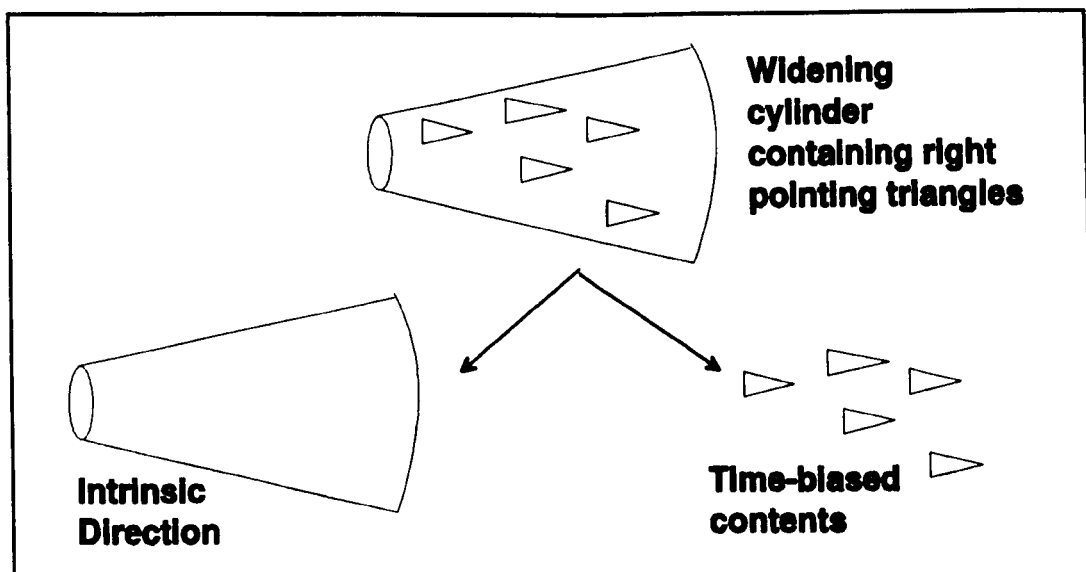 Widening
cylinder
containing right
pointing triangles
Intrinsic
Direction
Time-biased
contents